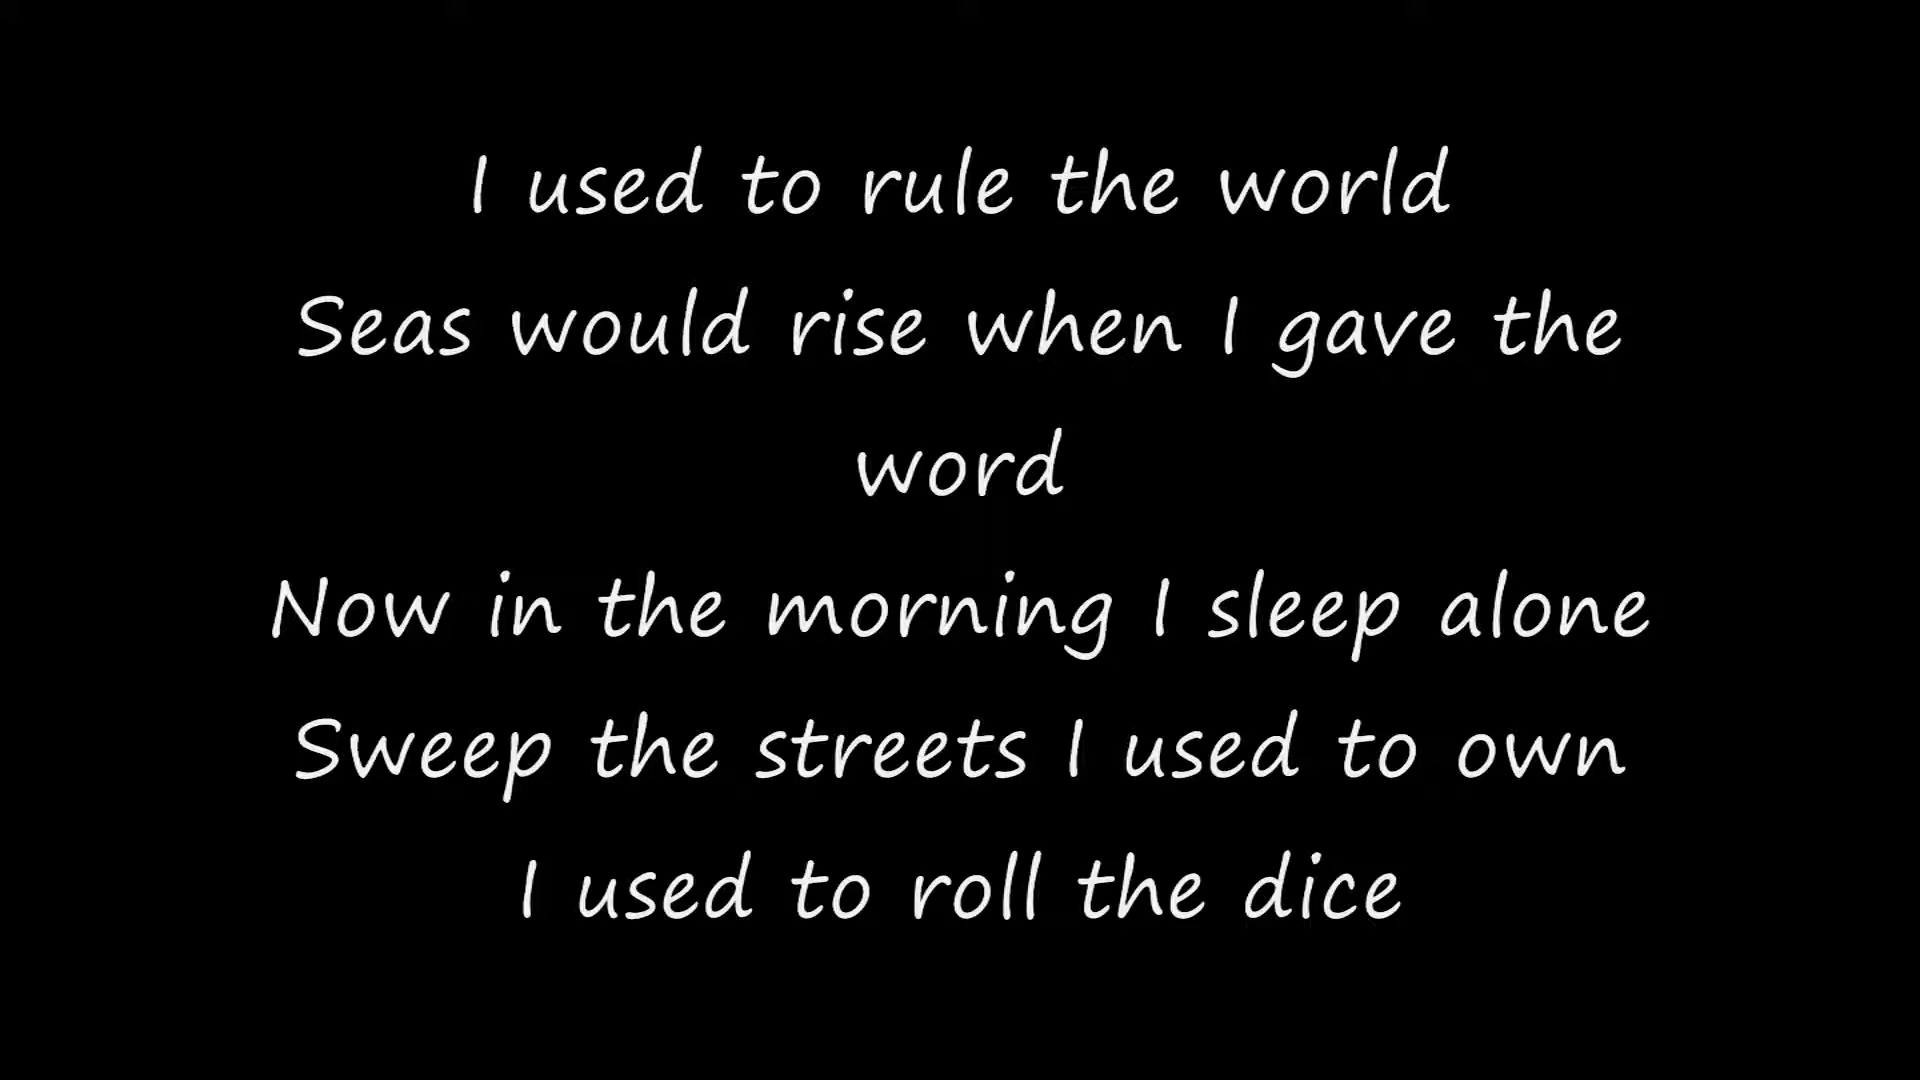 I used to rule the world
Seas would rise when I gave the
word
Now in the morning I sleep alone
Sweep the streets I used to own
I used to roll the dice